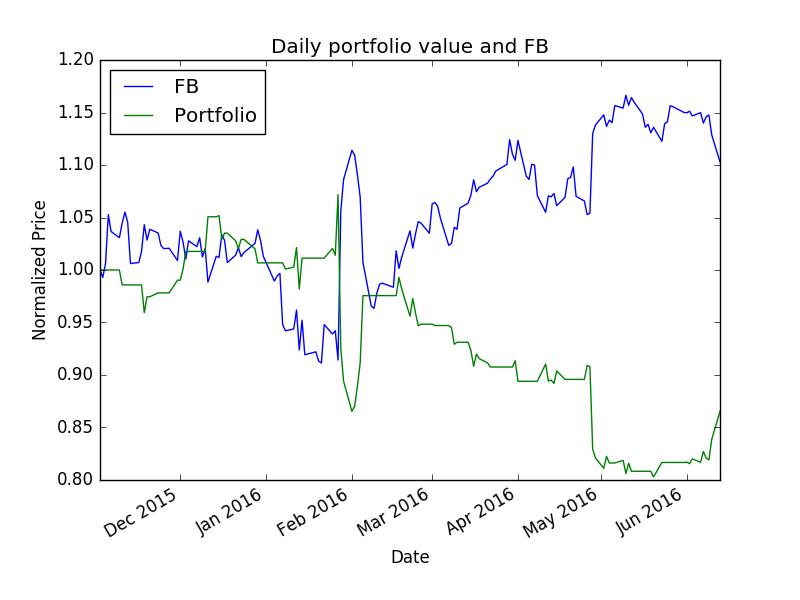 Daily portfolio value and FB
FB
Portfolio
1.20
1.15
1.10
1.05
1.00
0.95
0.90
0.85
0.80
Normalized Price
Dec 2015
Jan 2016
Feb 2016
Mar 2016
Apr 2016
May 2016
Jun 2016
Date